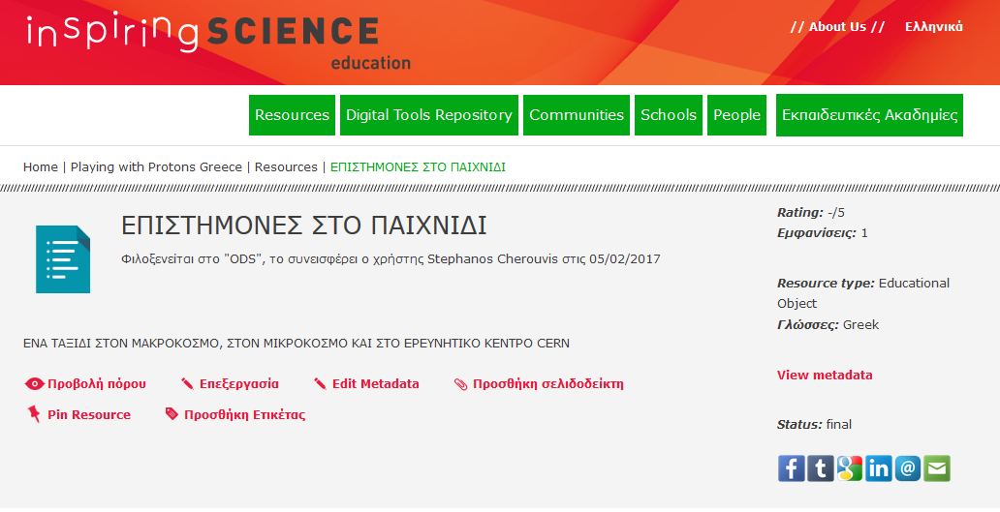 inspiring SCIENCE
education
// About Us //
Ελληνικά
Resources
Digital Tools Repository
Communities
Schools
People
Εκπαιδευτικές Ακαδημίες
Home | Playing with Protons Greece | Resources | ΕΠΙΣΤΗΜΟΝΕΣ ΣΤΟ ΠΑΙΧΝΙΔΙ
ΕΠΙΣΤΗΜΟΝΕΣ ΣΤΟ ΠΑΙΧΝΙΔΙ
Φιλοξενείται στο "ODS", το συνεισφέρει ο χρήστης Stephanos Cherouvis στις 05/02/2017
ΕΝΑ ΤΑΞΙΔΙ ΣΤΟΝ ΜΑΚΡΟΚΟΣΜΟ, ΣΤΟΝ ΜΙΚΡΟΚΟΣΜΟ ΚΑΙ ΣΤΟ ΕΡΕΥΝΗΤΙΚΟ ΚΕΝΤΡΟ CERN
Προβολή πόρου
Επεξεργασία
Edit Metadata
Προσθήκη σελιδοδείκτη
Pin Resource
Προσθήκη Ετικέτας
Rating: -/5
Εμφανίσεις: 1
Resource type: Educational
Object
Γλώσσες: Greek
View metadata
Status: final